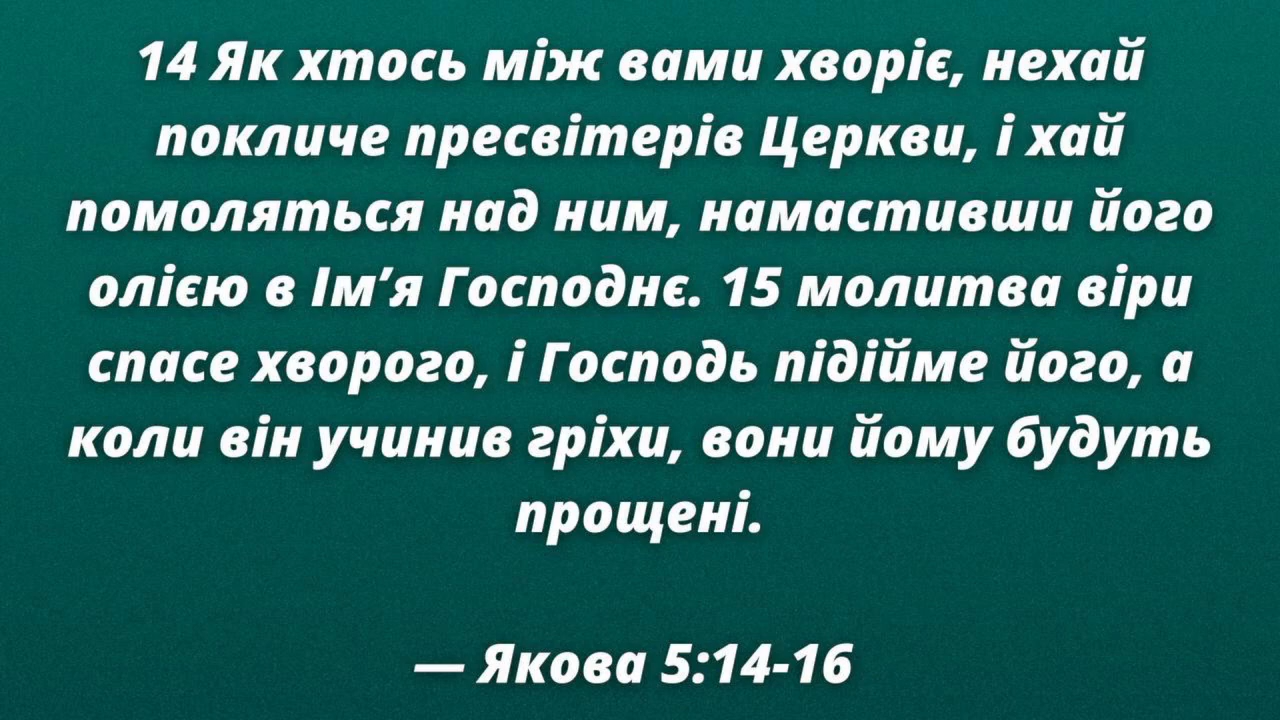 14 Як хтось між вами хворіє, нехай
покличе пресвітерів Церкви, і хай
помоляться над ним, намастивши його
олією в Ім’я Господнє. 15 молитва віри
спасе хворого, і Господь підійме його, а
коли він учинив гріхи, вони йому будуть
прощені.
— Якова 5:14-16